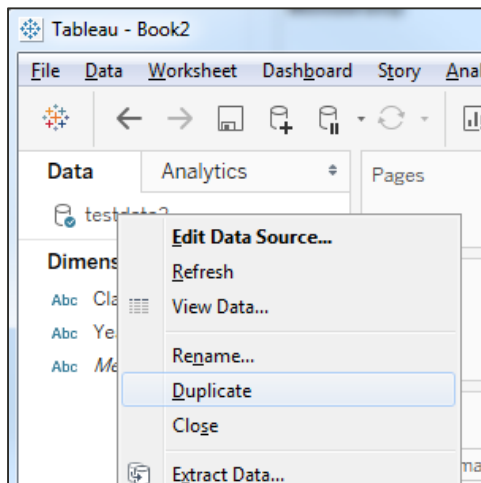 Tableau - Book2
File Data Worksheet Dashboard Story
Data Analytics Pages
Edit Data Source...
Refresh
Abc
View Data...
Abc
Abc
Rename...
Duplicate
Close
Extract Data...